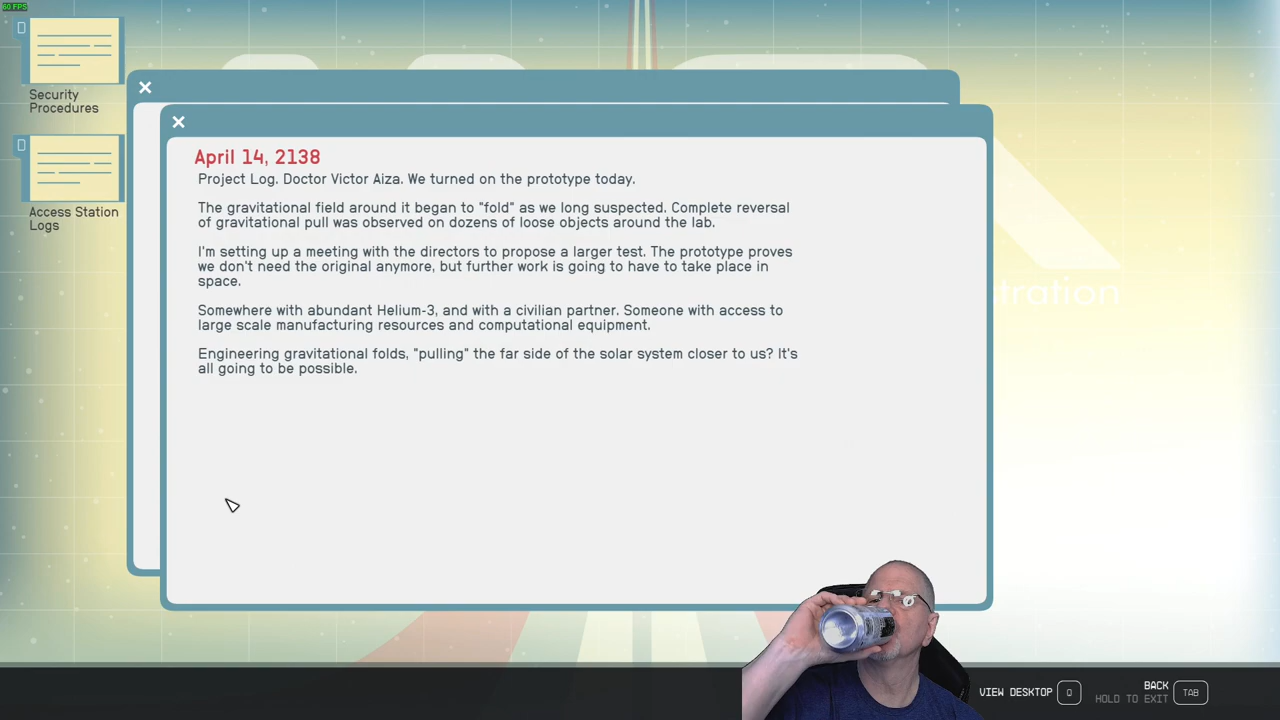 60 FPS
Security
Procedures
Access Station
Logs
April 14, 2138
Project Log. Doctor Victor Aiza. We turned on the prototype today.
The gravitational field around it began to "fold" as we long suspected. Complete reversal
of gravitational pull was observed on dozens of loose objects around the lab.
I'm setting up a meeting with the directors to propose a larger test. The prototype proves
we don't need the original anymore, but further work is going to have to take place in
space.
Somewhere with abundant Helium-3, and with a civilian partner. Someone with access to
large scale manufacturing resources and computational equipment.
Engineering gravitational folds, "pulling" the far side of the solar system closer to us? It's
all going to be possible.
stration
VIEW DESKTOP Q
BACK
HOLD TO EXIT TAB